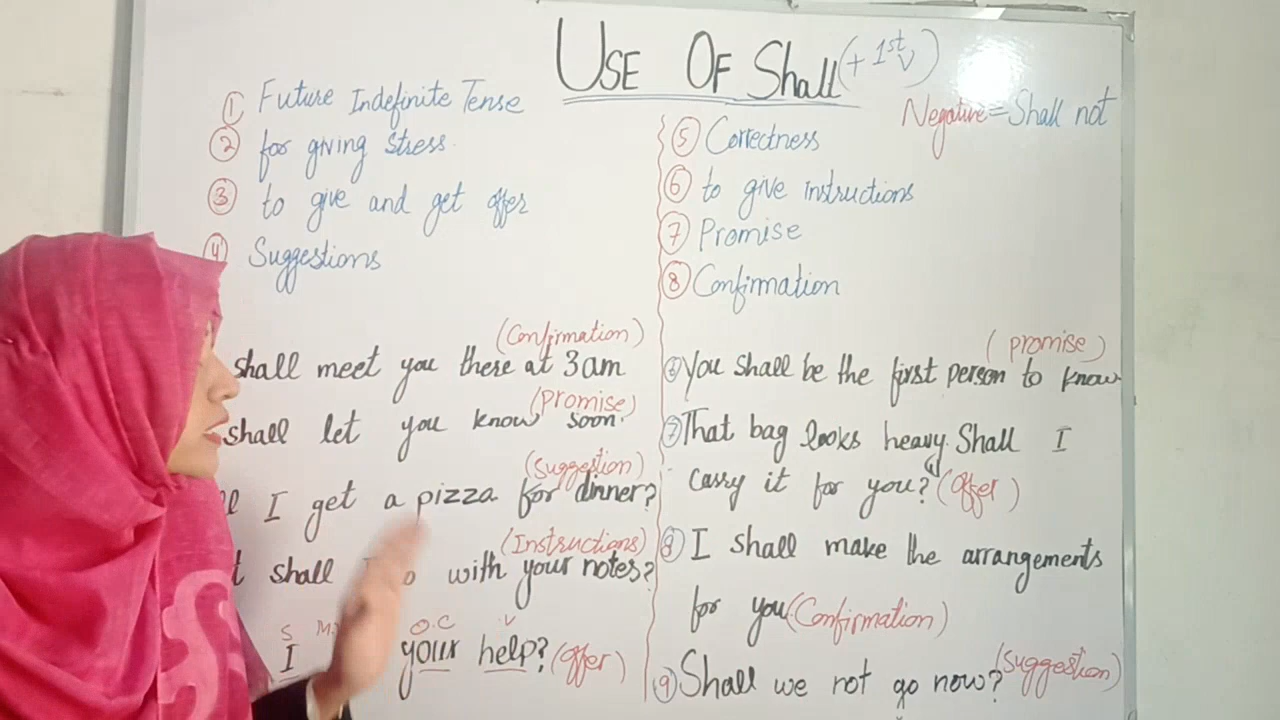 USE OF Shall (+ 1st V)
Negative = Shall not
① Future Indefinite Tense
② for giving stress.
③ to give and get offer
④ Suggestions
⑤ Correctness
⑥ to give instructions
⑦ Promise
⑧ Confirmation
(Confirmation)
shall meet you there at 3am
(Promise)
shall let you know soon.
(Suggestion)
I get a pizza for dinner?
(Instructions)
shall with your notes?
S O.C V
I your help? (Offer)
(promise)
⑥ You shall be the first person to know.
⑦ That bag looks heavy. Shall I
carry it for you? (Offer)
⑧ I shall make the arrangements
for you (Confirmation)
(Suggestion)
⑨ Shall we not go now?